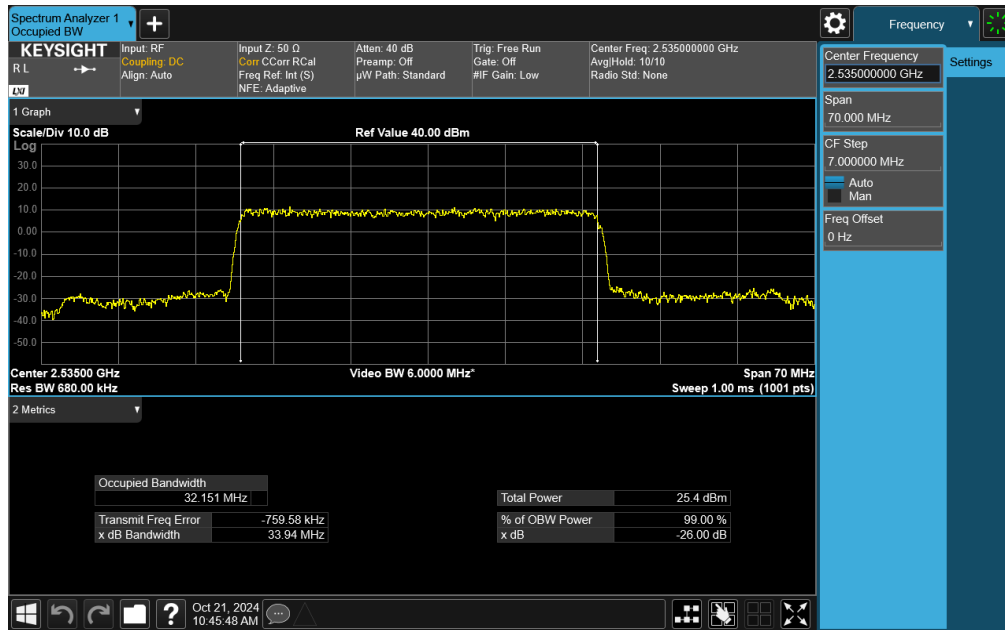 Spectrum Analyzer 1
Occupied BW
Frequency
KEYSIGHT
RL
LXI
Input: RF
Coupling: DC
Align: Auto
Input Z: 50 Ω
Corr CCorr RCal
Freq Ref: Int (S)
NFE: Adaptive
Atten: 40 dB
Preamp: Off
µW Path: Standard
Trig: Free Run
Gate: Off
#IF Gain: Low
Center Freq: 2.535000000 GHz
Avg|Hold: 10/10
Radio Std: None
Center Frequency
2.535000000 GHz
Settings
Span
70.000 MHz
CF Step
7.000000 MHz
Auto
Man
Freq Offset
0 Hz
1 Graph
Scale/Div 10.0 dB
Ref Value 40.00 dBm
Log
30.0
20.0
10.0
0.00
-10.0
-20.0
-30.0
-40.0
-50.0
Center 2.53500 GHz
Video BW 6.0000 MHz*
Span 70 MHz
Res BW 680.00 kHz
Sweep 1.00 ms (1001 pts)
2 Metrics
Occupied Bandwidth
32.151 MHz
Total Power 25.4 dBm
Transmit Freq Error -759.58 kHz
% of OBW Power 99.00 %
x dB Bandwidth 33.94 MHz
x dB -26.00 dB
?
Oct 21, 2024
10:45:48 AM